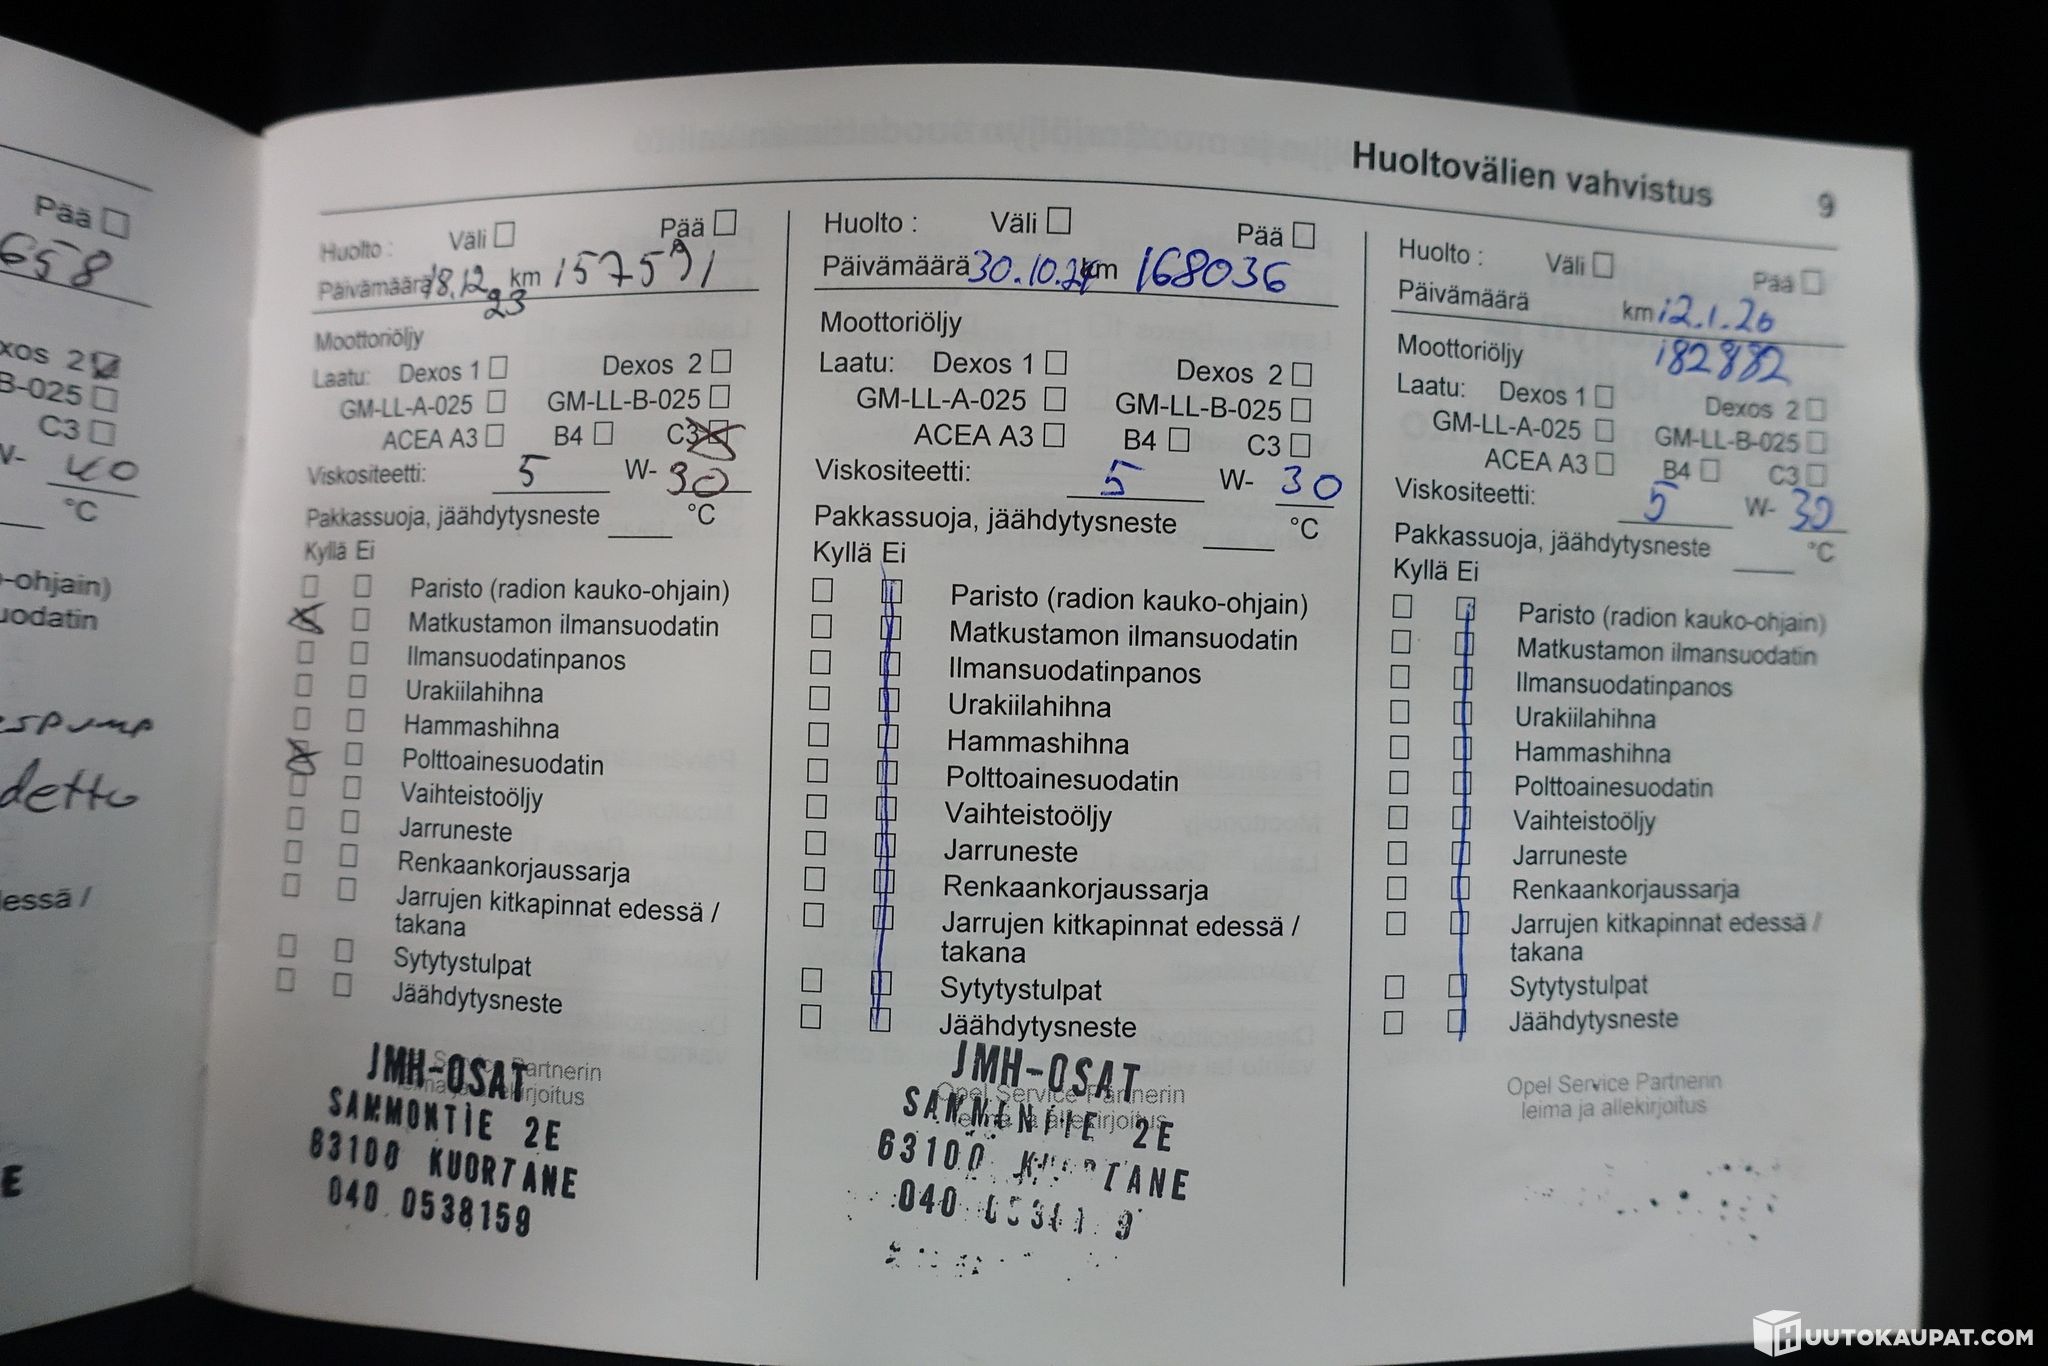 Pää
658
xos 2
B-025
C3
W- 40
°C
o-ohjain)
uodatin
espump
detto
essä /
E
Huoltovälien vahvistus 9
Huolto : Väli Pää
Päivämäärä 18.12. km 157591
23
Moottoriöljy
Laatu: Dexos 1 Dexos 2
GM-LL-A-025 GM-LL-B-025
ACEA A3 B4 C3
Viskositeetti: 5 W- 30
Pakkassuoja, jäähdytysneste °C
Kyllä Ei
Paristo (radion kauko-ohjain)
Matkustamon ilmansuodatin
Ilmansuodatinpanos
Urakiilahihna
Hammashihna
Polttoainesuodatin
Vaihteistoöljy
Jarruneste
Renkaankorjaussarja
Jarrujen kitkapinnat edessä /
takana
Sytytystulpat
Jäähdytysneste
Service Partnerin
leima ja allekirjoitus
JMH-OSAT
SAMMONTIE 2E
63100 KUORTANE
040 0538159
Huolto : Väli Pää
Päivämäärä 30.10.24 km 168036
Moottoriöljy
Laatu: Dexos 1 Dexos 2
GM-LL-A-025 GM-LL-B-025
ACEA A3 B4 C3
Viskositeetti: 5 W- 30
Pakkassuoja, jäähdytysneste °C
Kyllä Ei
Paristo (radion kauko-ohjain)
Matkustamon ilmansuodatin
Ilmansuodatinpanos
Urakiilahihna
Hammashihna
Polttoainesuodatin
Vaihteistoöljy
Jarruneste
Renkaankorjaussarja
Jarrujen kitkapinnat edessä /
takana
Sytytystulpat
Jäähdytysneste
Opel Service Partnerin
leima ja allekirjoitus
JMH-OSAT
2E
63100 KUORTANE
040
Huolto : Väli Pää
Päivämäärä km 12.1.26
182882
Moottoriöljy
Laatu: Dexos 1 Dexos 2
GM-LL-A-025 GM-LL-B-025
ACEA A3 B4 C3
Viskositeetti: 5 W- 30
Pakkassuoja, jäähdytysneste °C
Kyllä Ei
Paristo (radion kauko-ohjain)
Matkustamon ilmansuodatin
Ilmansuodatinpanos
Urakiilahihna
Hammashihna
Polttoainesuodatin
Vaihteistoöljy
Jarruneste
Renkaankorjaussarja
Jarrujen kitkapinnat edessä /
takana
Sytytystulpat
Jäähdytysneste
Opel Service Partnerin
leima ja allekirjoitus
HUUTOKAUPAT.COM